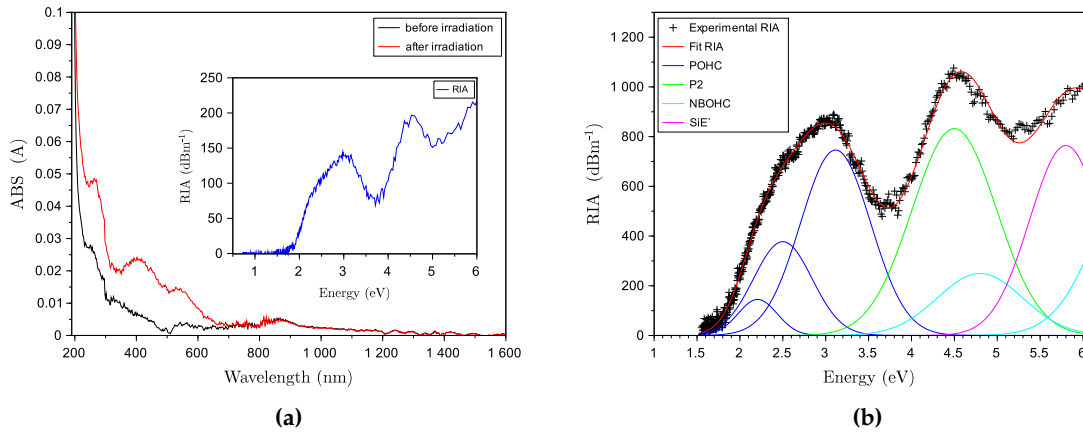 0.1
0.09
0.08
0.07
0.06
0.05
0.04
0.03
0.02
0.01
0
ABS (A)
200 400 600 800 1 000 1 200 1 400 1 600
Wavelength (nm)
before irradiation
after irradiation
250
200
150
100
50
0
RIA (dBm-1)
1 2 3 4 5 6
Energy (eV)
RIA
(a)
1 200
1 000
800
600
400
200
0
RIA (dBm-1)
1 1.5 2 2.5 3 3.5 4 4.5 5 5.5 6
Energy (eV)
Experimental RIA
Fit RIA
POHC
P2
NBOHC
SiE`
(b)